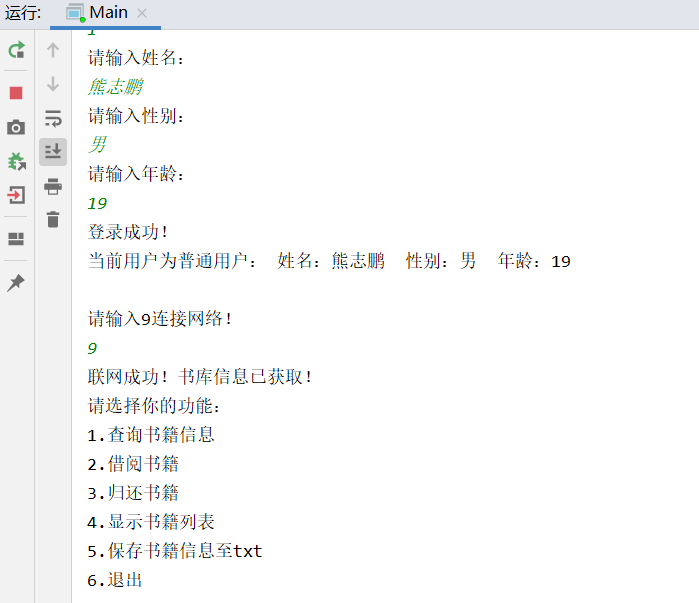 运行: Main
请输入姓名:
熊志鹏
请输入性别:
男
请输入年龄:
19
登录成功!
当前用户为普通用户: 姓名:熊志鹏 性别:男 年龄:19
请输入9连接网络!
9
联网成功!书库信息已获取!
请选择你的功能:
1.查询书籍信息
2.借阅书籍
3.归还书籍
4.显示书籍列表
5.保存书籍信息至txt
6.退出